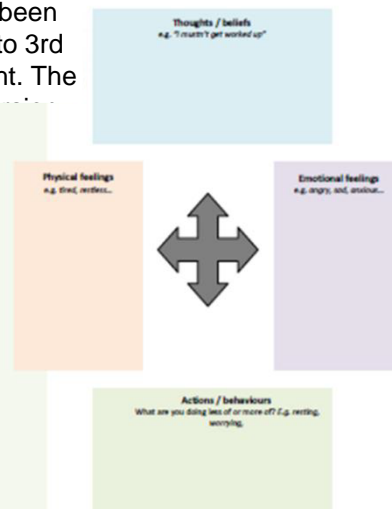 been
to 3rd
nt. The
Thoughts / beliefs
e.g. "I mustn't get worked up"
Physical feelings
e.g. tired, restless...
Emotional feelings
e.g. angry, sad, anxious...
Actions / behaviours
What are you doing less of or more of? E.g. resting,
worrying,